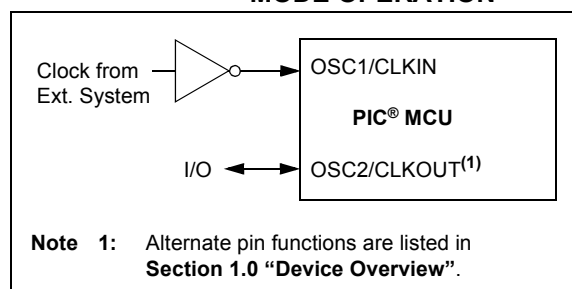 MODE OPERATION
Clock from
Ext. System
OSC1/CLKIN
PIC® MCU
I/O
OSC2/CLKOUT(1)
Note 1: Alternate pin functions are listed in
Section 1.0 “Device Overview”.